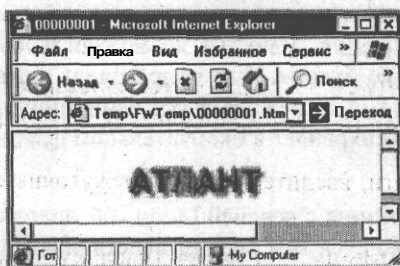 00000001 - Microsoft Internet Explorer
Файл Правка Вид Избранное Сервис »
Назад Поиск »
Адрес: Temp\FWTemp\00000001.htm Переход
АТЛАНТ
Гот My Computer